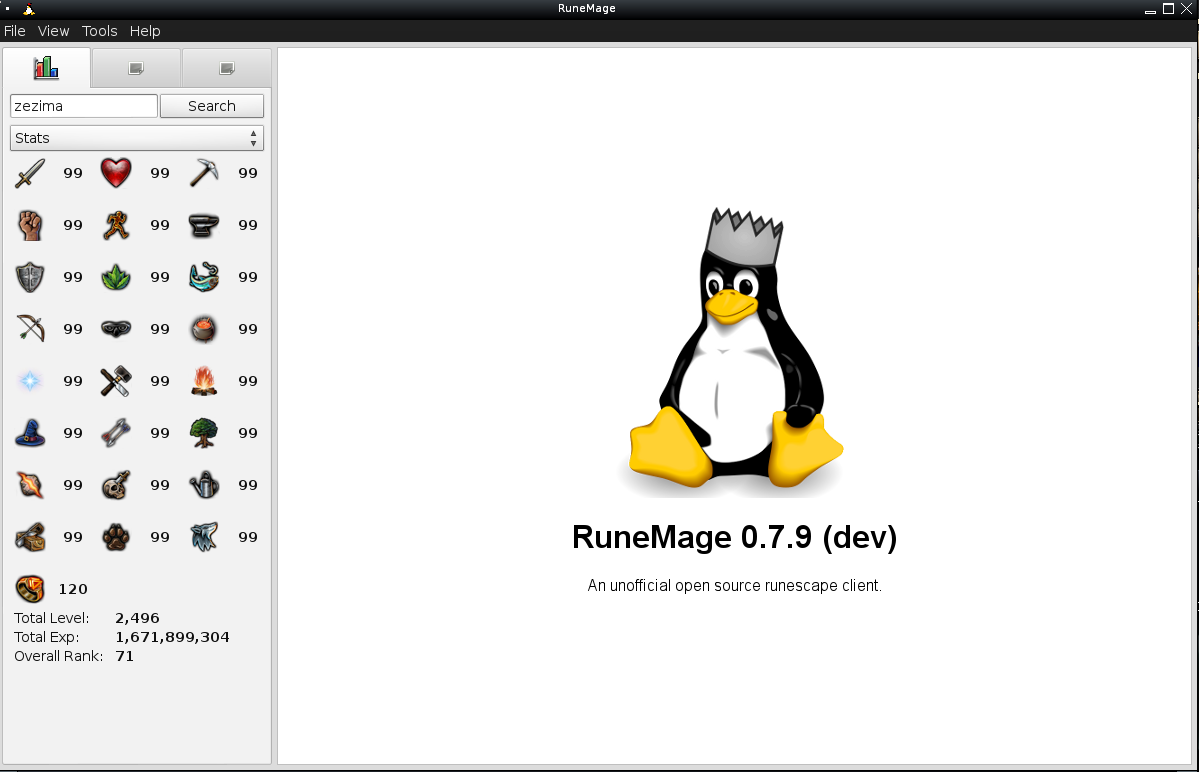 RuneMage
File View Tools Help
zezima Search
Stats
99 99 99
99 99 99
99 99 99
99 99 99
99 99 99
99 99 99
99 99 99
99 99 99
120
Total Level: 2,496
Total Exp: 1,671,899,304
Overall Rank: 71
RuneMage 0.7.9 (dev)
An unofficial open source runescape client.